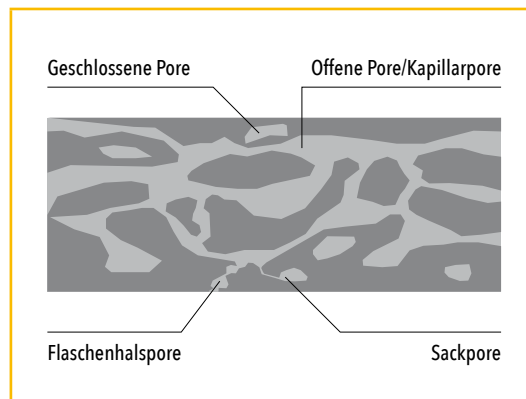 Geschlossene Pore
Offene Pore/Kapillarpore
Flaschenhalspore
Sackpore